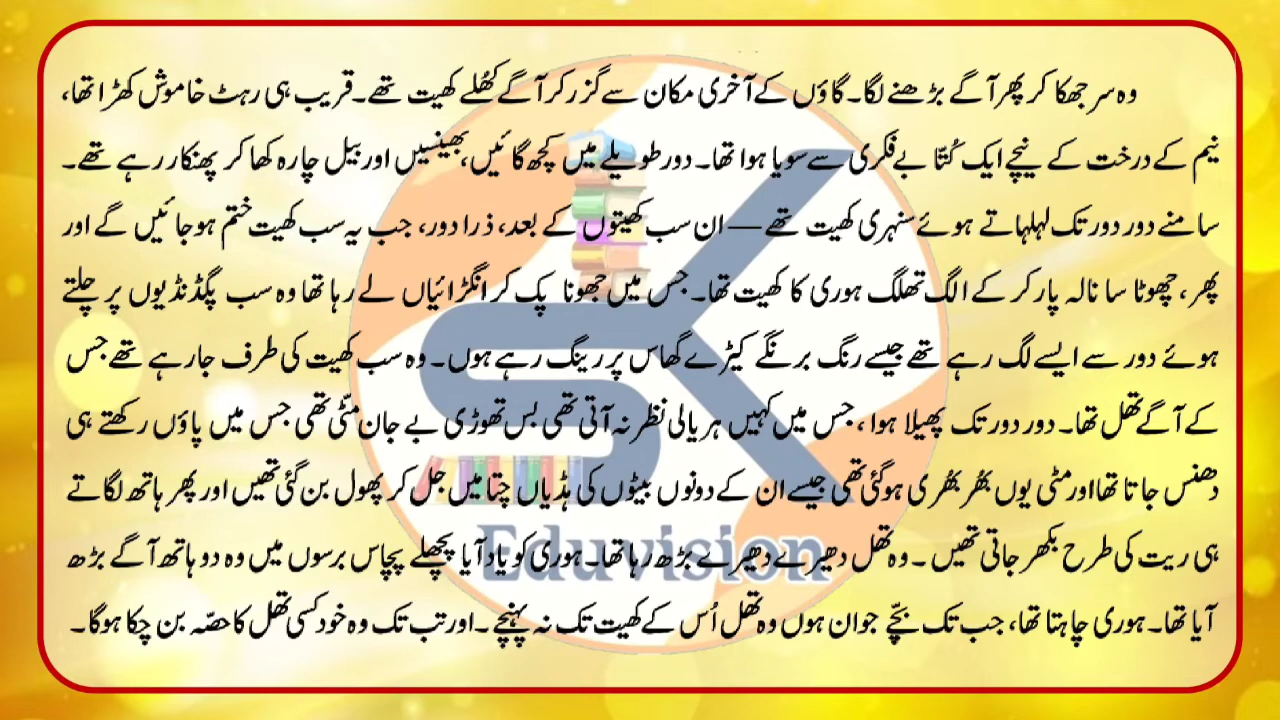 وہ سر جھکا کر پھر آگے بڑھنے لگا۔ گاؤں کے آخری مکان سے گزر کر آگے کھُلے کھیت تھے۔ قریب ہی رہٹ خاموش کھڑا تھا،
نیم کے درخت کے نیچے ایک کُتّا بے فکری سے سویا ہوا تھا۔ دور طویلے میں کچھ گائیں، بھینسیں اور بیل چارہ کھا کر پھنکار رہے تھے۔
سامنے دور دور تک لہلہاتے ہوئے سنہری کھیت تھے — ان سب کھیتوں کے بعد، ذرا دور، جب یہ سب کھیت ختم ہو جائیں گے اور
پھر، چھوٹا سا نالہ پار کر کے الگ تھلگ ہوری کا کھیت تھا۔ جس میں جھونا پک کر انگڑائیاں لے رہا تھا وہ سب پگڈنڈیوں پر چلتے
ہوئے دور سے ایسے لگ رہے تھے جیسے رنگ برنگے کیڑے گھاس پر رینگ رہے ہوں۔ وہ سب کھیت کی طرف جا رہے تھے جس
کے آگے تھل تھا۔ دور دور تک پھیلا ہوا، جس میں کہیں ہریالی نظر نہ آتی تھی بس تھوڑی بے جان مٹّی تھی جس میں پاؤں رکھتے ہی
دھنس جاتا تھا اور مٹی یوں بھُر بھُری ہو گئی تھی جیسے ان کے دونوں بیٹوں کی ہڈیاں چتا میں جل کر پھول بن گئی تھیں اور پھر ہاتھ لگاتے
ہی ریت کی طرح بکھر جاتی تھیں۔ وہ تھل دھیرے دھیرے بڑھ رہا تھا۔ ہوری کو یاد آیا پچھلے پچاس برسوں میں وہ دو ہاتھ آگے بڑھ
آیا تھا۔ ہوری چاہتا تھا، جب تک بچّے جوان ہوں وہ تھل اُس کے کھیت تک نہ پہنچے۔ اور تب تک وہ خود کسی تھل کا حصّہ بن چکا ہوگا۔
SK
Eduvision